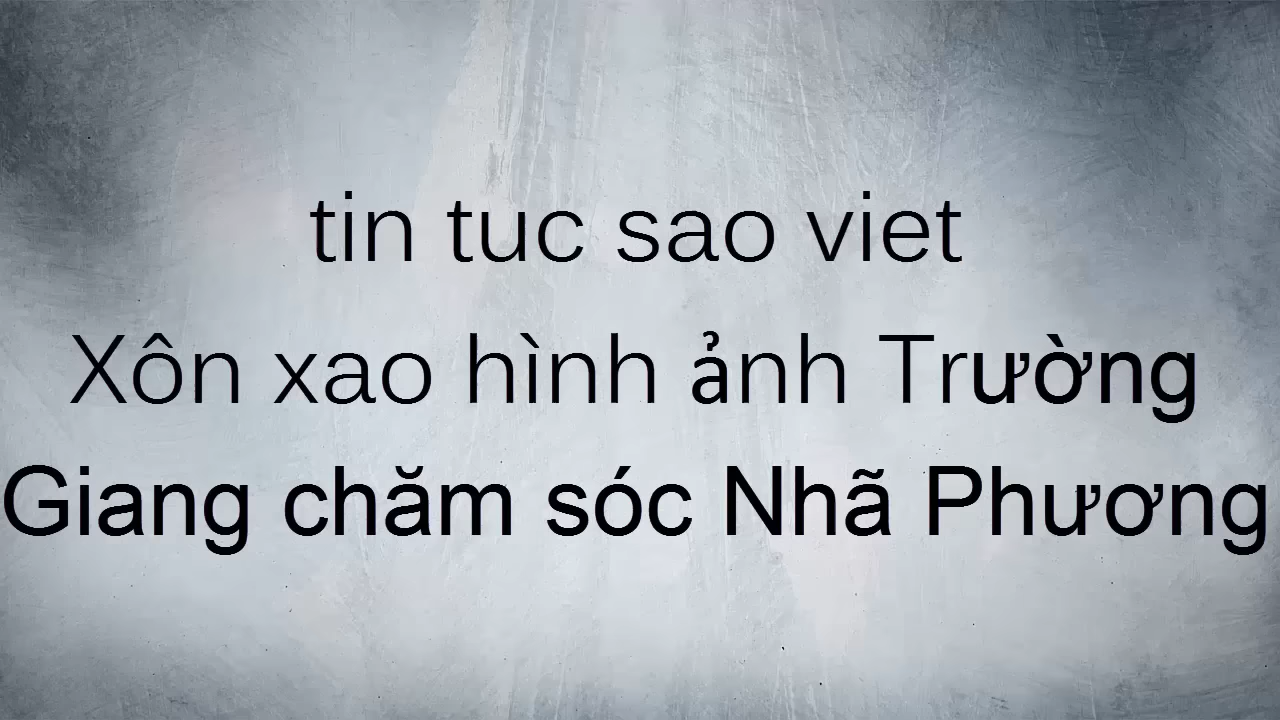 tin tuc sao viet
Xôn xao hình ảnh Trường
Giang chăm sóc Nhã Phương